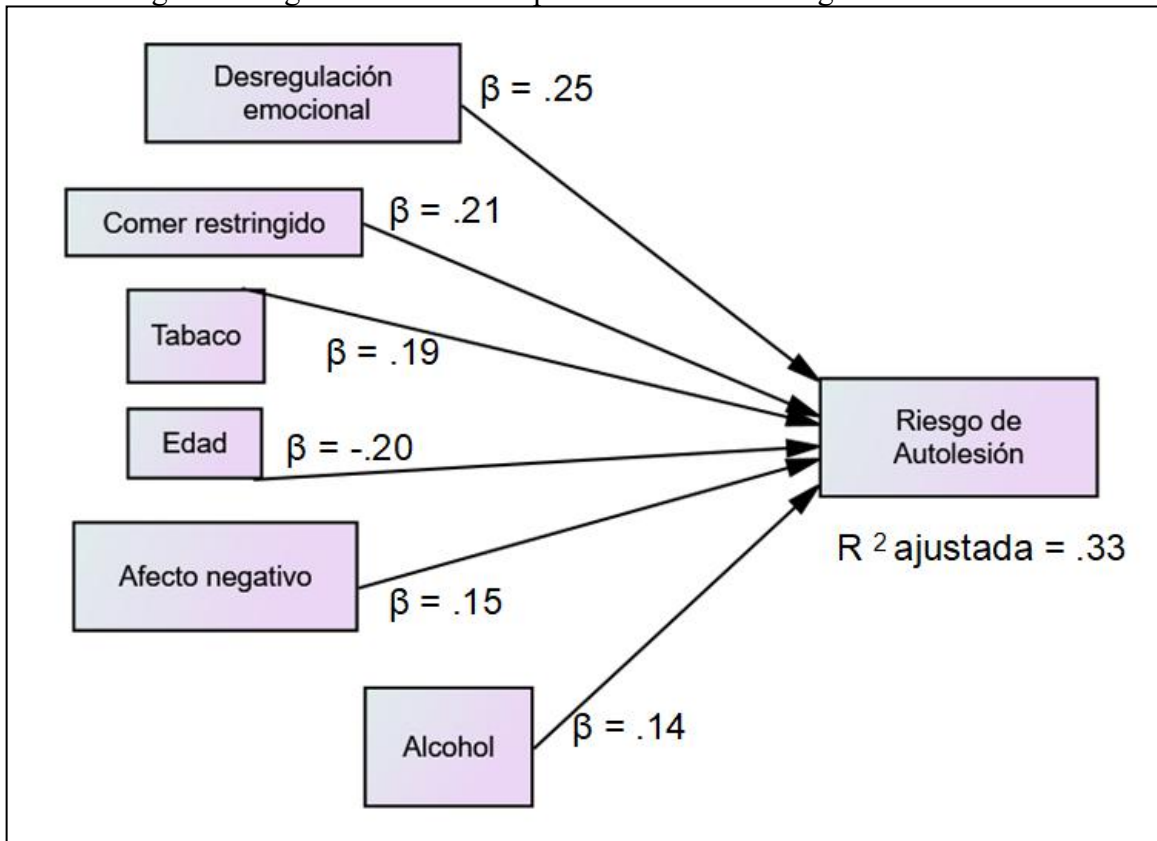 Desregulación
emocional
β = .25
Comer restringido
β = .21
Tabaco
β = .19
Edad
β = -.20
Riesgo de
Autolesión
Afecto negativo
β = .15
R ² ajustada = .33
Alcohol
β = .14